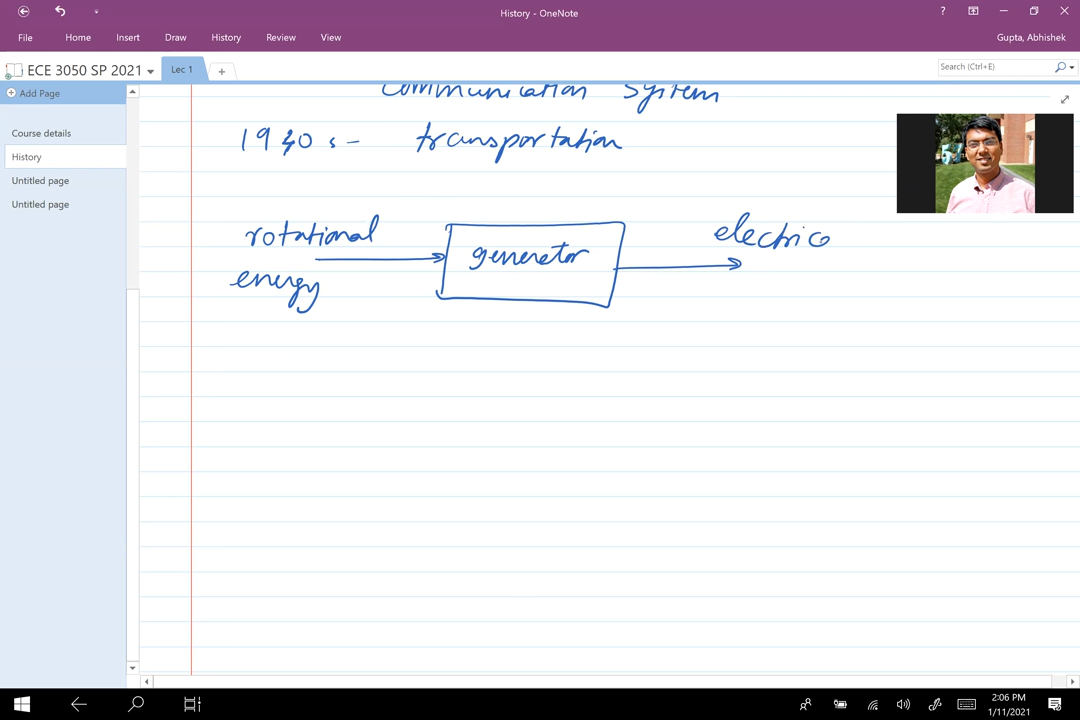 History - OneNote
File Home Insert Draw History Review View
Gupta, Abhishek
ECE 3050 SP 2021
Lec 1
Search (Ctrl+E)
Add Page
Course details
History
Untitled page
Untitled page
Communication System
1940s - transportation
rotational
energy
generator
electrica
2:06 PM
1/11/2021